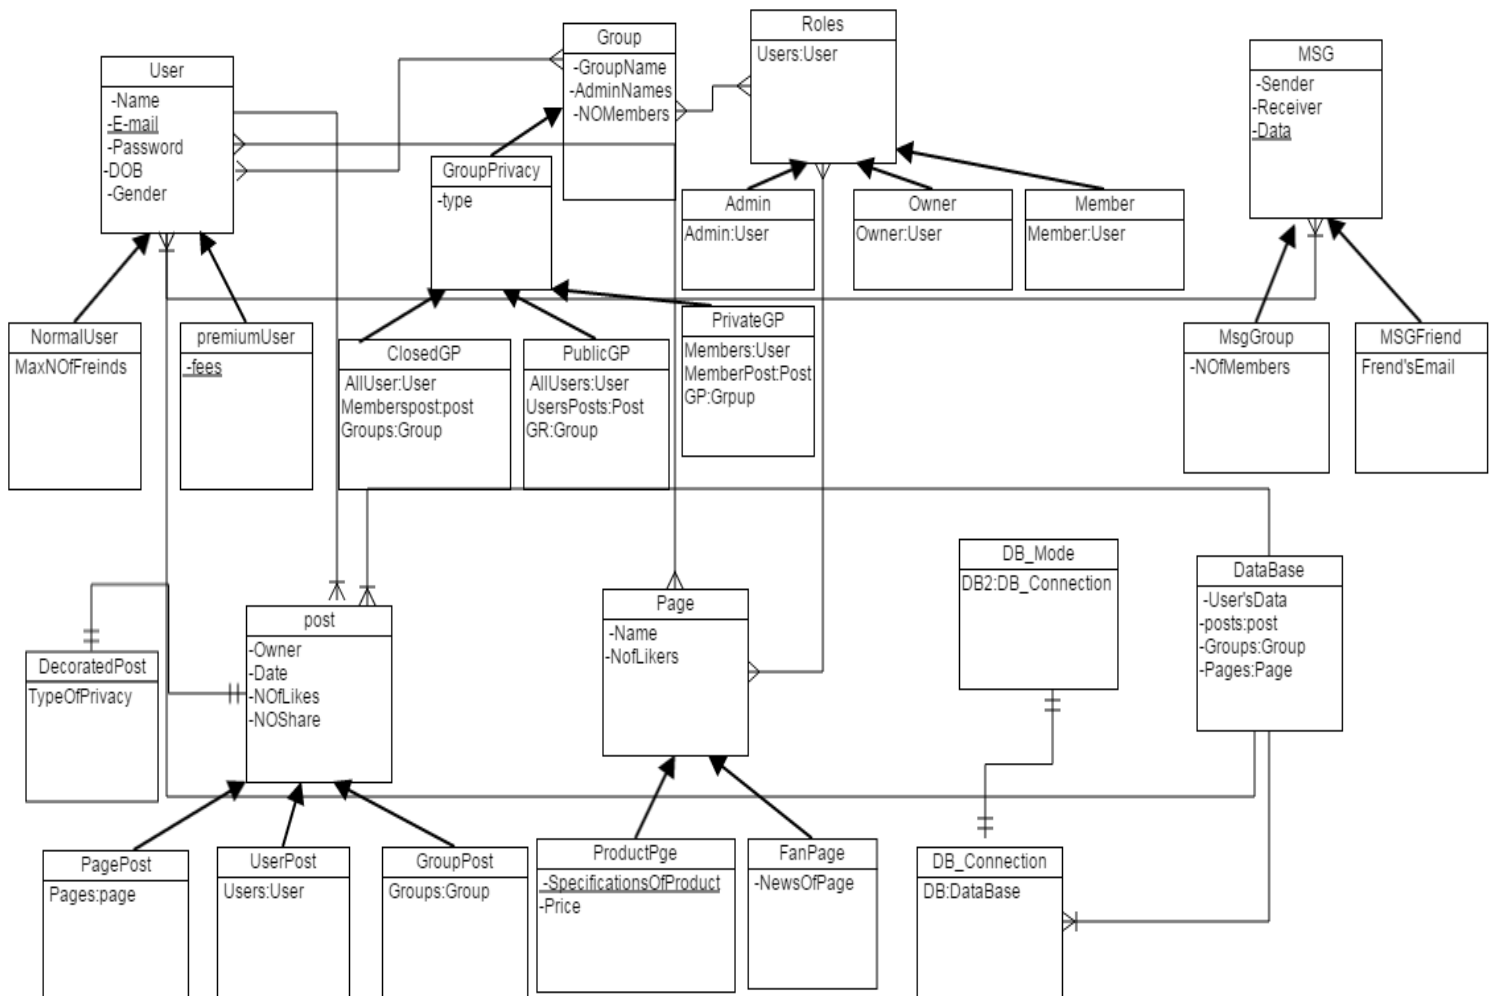 User
-Name
-E-mail
-Password
-DOB
-Gender
Group
-GroupName
-AdminNames
-NOMembers
Roles
Users:User
MSG
-Sender
-Receiver
-Data
GroupPrivacy
-type
Admin
Admin:User
Owner
Owner:User
Member
Member:User
NormalUser
MaxNOfFreinds
premiumUser
-fees
ClosedGP
AllUser:User
Memberspost:post
Groups:Group
PublicGP
AllUsers:User
UsersPosts:Post
GR:Group
PrivateGP
Members:User
MemberPost:Post
GP:Grpup
MsgGroup
-NOfMembers
MSGFriend
Frend'sEmail
DecoratedPost
TypeOfPrivacy
post
-Owner
-Date
-NOfLikes
-NOShare
Page
-Name
-NofLikers
DB_Mode
DB2:DB_Connection
DataBase
-User'sData
-posts:post
-Groups:Group
-Pages:Page
PagePost
Pages:page
UserPost
Users:User
GroupPost
Groups:Group
ProductPge
-SpecificationsOfProduct
-Price
FanPage
-NewsOfPage
DB_Connection
DB:DataBase